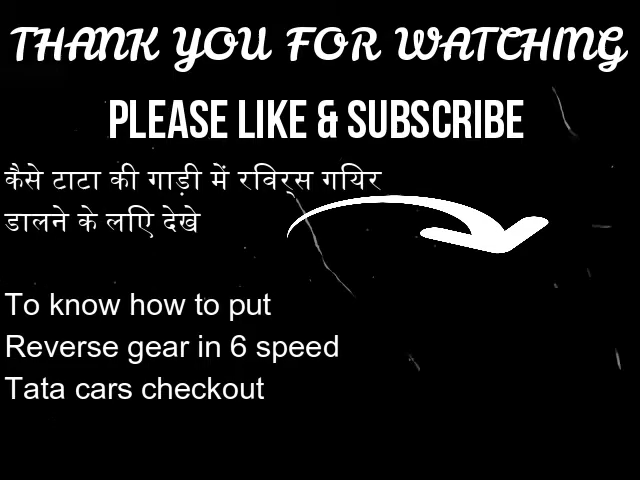 THANK YOU FOR WATCHING
PLEASE LIKE & SUBSCRIBE
कैसे टाटा की गाड़ी में रविर्स गयिर
डालने के लएि देखे
To know how to put
Reverse gear in 6 speed
Tata cars checkout